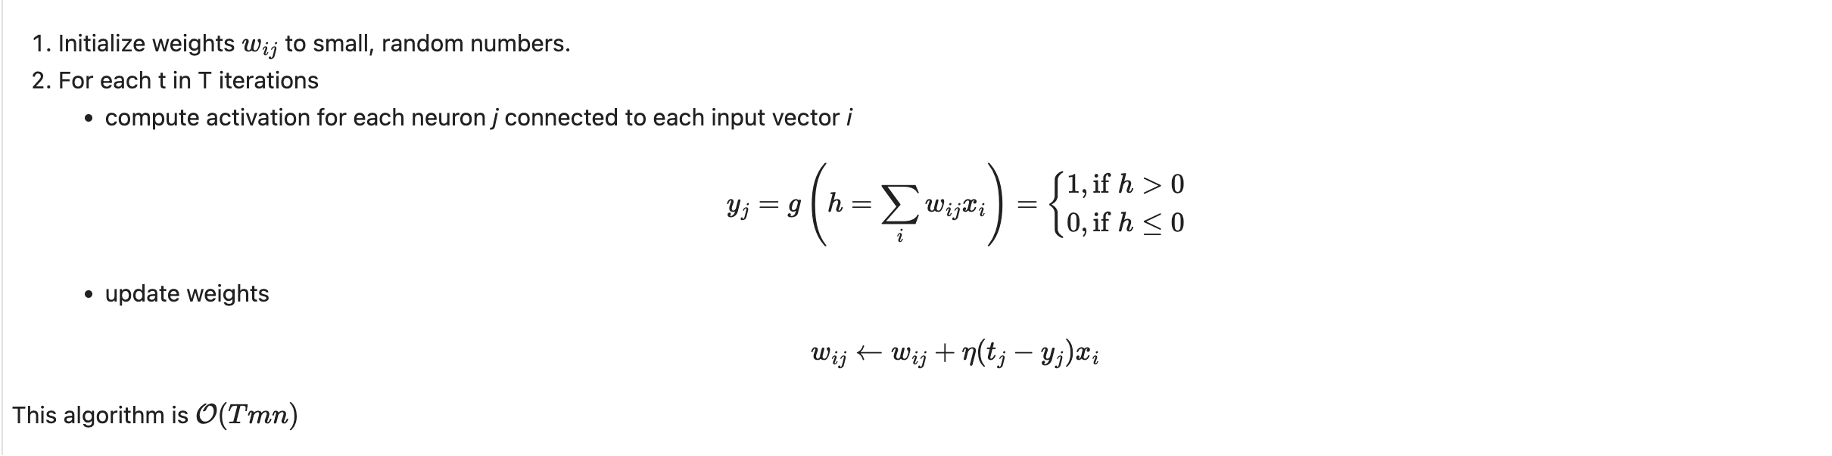 1. Initialize weights $w_{ij}$ to small, random numbers.
2. For each t in T iterations
• compute activation for each neuron j connected to each input vector i
$y_j = g\left(h = \sum_i w_{ij} x_i\right) = \begin{cases} 1, \text{if } h > 0 \\ 0, \text{if } h \leq 0 \end{cases}$
• update weights
$w_{ij} \leftarrow w_{ij} + \eta(t_j - y_j)x_i$
This algorithm is $\mathcal{O}(Tmn)$